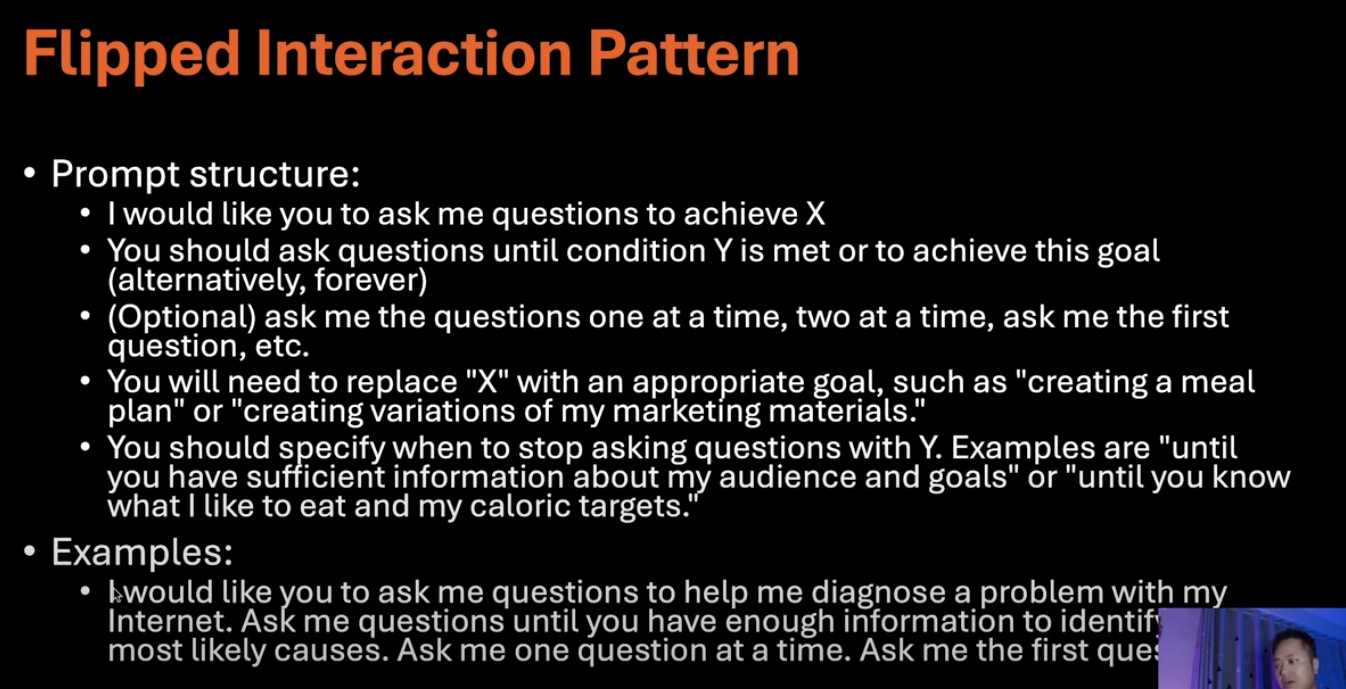 Flipped Interaction Pattern
• Prompt structure:
• I would like you to ask me questions to achieve X
• You should ask questions until condition Y is met or to achieve this goal
(alternatively, forever)
• (Optional) ask me the questions one at a time, two at a time, ask me the first
question, etc.
• You will need to replace "X" with an appropriate goal, such as "creating a meal
plan" or "creating variations of my marketing materials."
• You should specify when to stop asking questions with Y. Examples are "until
you have sufficient information about my audience and goals" or "until you know
what I like to eat and my caloric targets."
• Examples:
• I would like you to ask me questions to help me diagnose a problem with my
Internet. Ask me questions until you have enough information to
most likely causes. Ask me one question at a time. Ask me the first